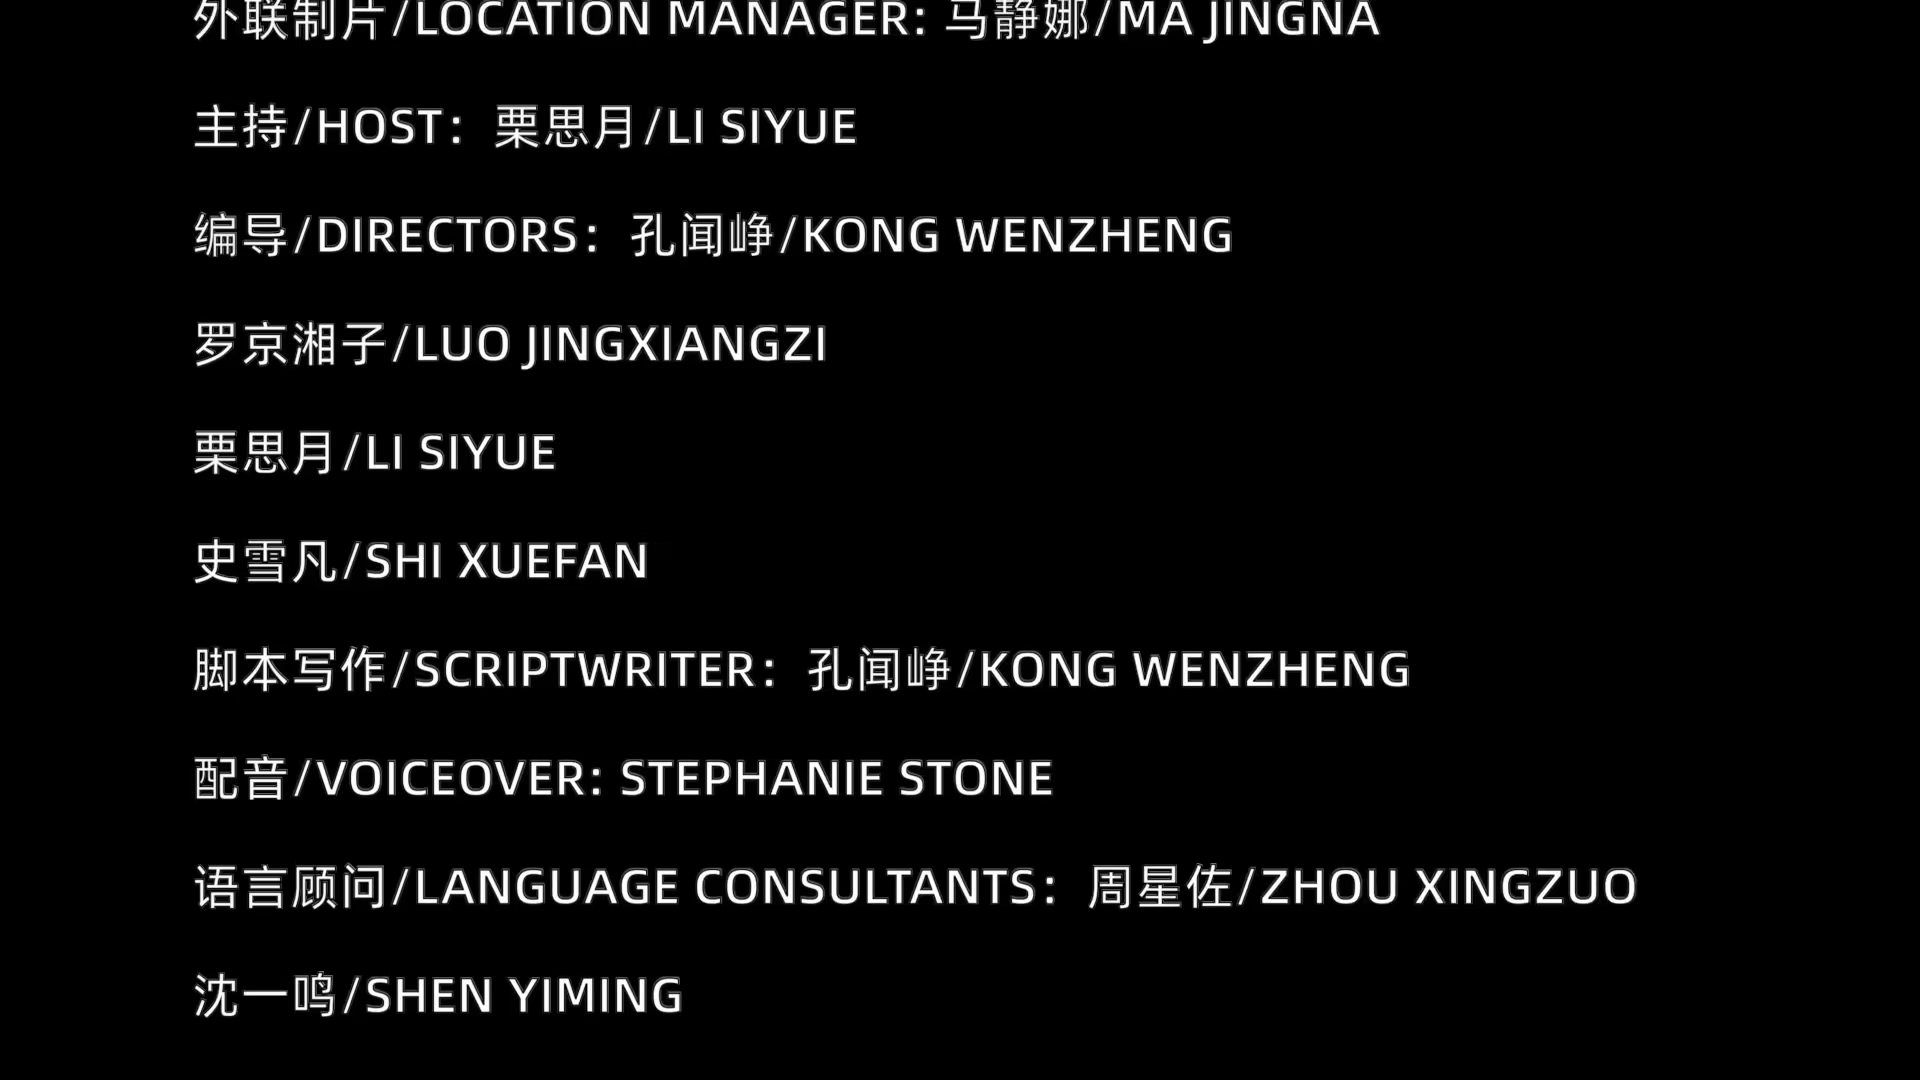 外联制片/LOCATION MANAGER: 马静娜/MA JINGNA
主持/HOST：栗思月/LI SIYUE
编导/DIRECTORS：孔闻峥/KONG WENZHENG
罗京湘子/LUO JINGXIANGZI
栗思月/LI SIYUE
史雪凡/SHI XUEFAN
脚本写作/SCRIPTWRITER：孔闻峥/KONG WENZHENG
配音/VOICEOVER: STEPHANIE STONE
语言顾问/LANGUAGE CONSULTANTS：周星佐/ZHOU XINGZUO
沈一鸣/SHEN YIMING